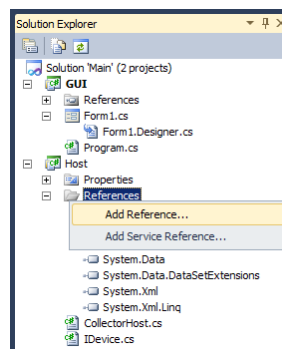 Solution Explorer
Solution 'Main' (2 projects)
GUI
References
Form1.cs
Form1.Designer.cs
Program.cs
Host
Properties
References
Add Reference...
Add Service Reference...
System.Data
System.Data.DataSetExtensions
System.Xml
System.Xml.Linq
CollectorHost.cs
IDevice.cs